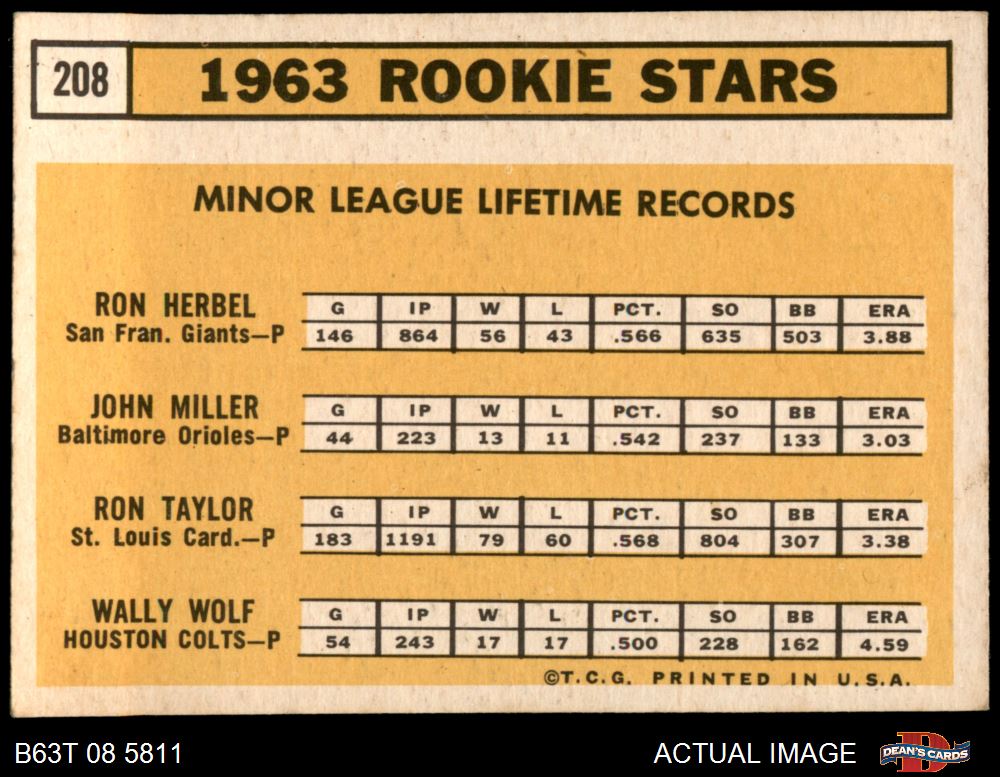 208 1963 ROOKIE STARS
MINOR LEAGUE LIFETIME RECORDS
RON HERBEL
San Fran. Giants—P
G IP W L PCT. SO BB ERA
146 864 56 43 .566 635 503 3.88
JOHN MILLER
Baltimore Orioles—P
G IP W L PCT. SO BB ERA
44 223 13 11 .542 237 133 3.03
RON TAYLOR
St. Louis Card.—P
G IP W L PCT. SO BB ERA
183 1191 79 60 .568 804 307 3.38
WALLY WOLF
HOUSTON COLTS—P
G IP W L PCT. SO BB ERA
54 243 17 17 .500 228 162 4.59
©T.C.G. PRINTED IN U.S.A.
B63T 08 5811 ACTUAL IMAGE DEAN'S CARDS